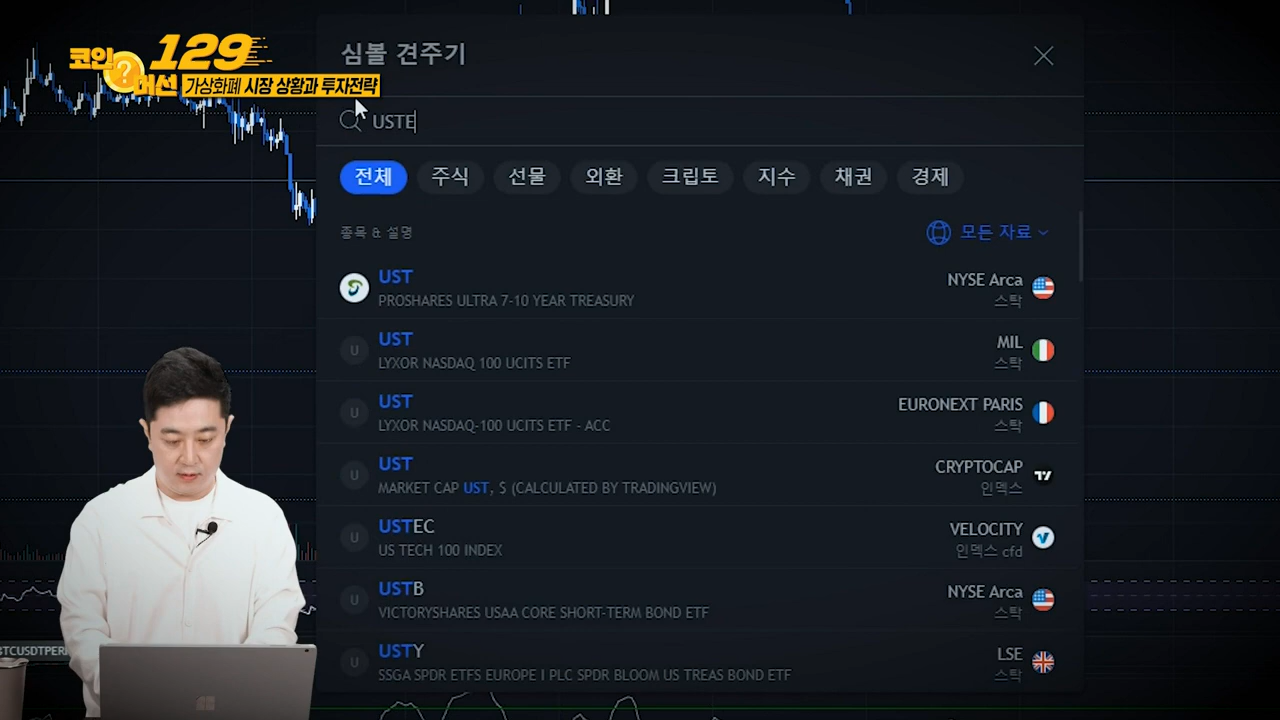 코인 129
머선 가상화폐 시장 상황과 투자전략
심볼 견주기
USTE
전체 주식 선물 외환 크립토 지수 채권 경제
종목 & 설명 모든 자료
UST NYSE Arca
PROSHARES ULTRA 7-10 YEAR TREASURY 스탁
U UST MIL
LYXOR NASDAQ 100 UCITS ETF 스탁
U UST EURONEXT PARIS
LYXOR NASDAQ-100 UCITS ETF - ACC 스탁
U UST CRYPTOCAP
MARKET CAP UST, $ (CALCULATED BY TRADINGVIEW) 인덱스
U USTEC VELOCITY
US TECH 100 INDEX 인덱스 cfd
U USTB NYSE Arca
VICTORYSHARES USAA CORE SHORT-TERM BOND ETF 스탁
U USTY LSE
SSGA SPDR ETFS EUROPE I PLC SPDR BLOOM US TREAS BOND ETF 스탁
TCUSDTPER